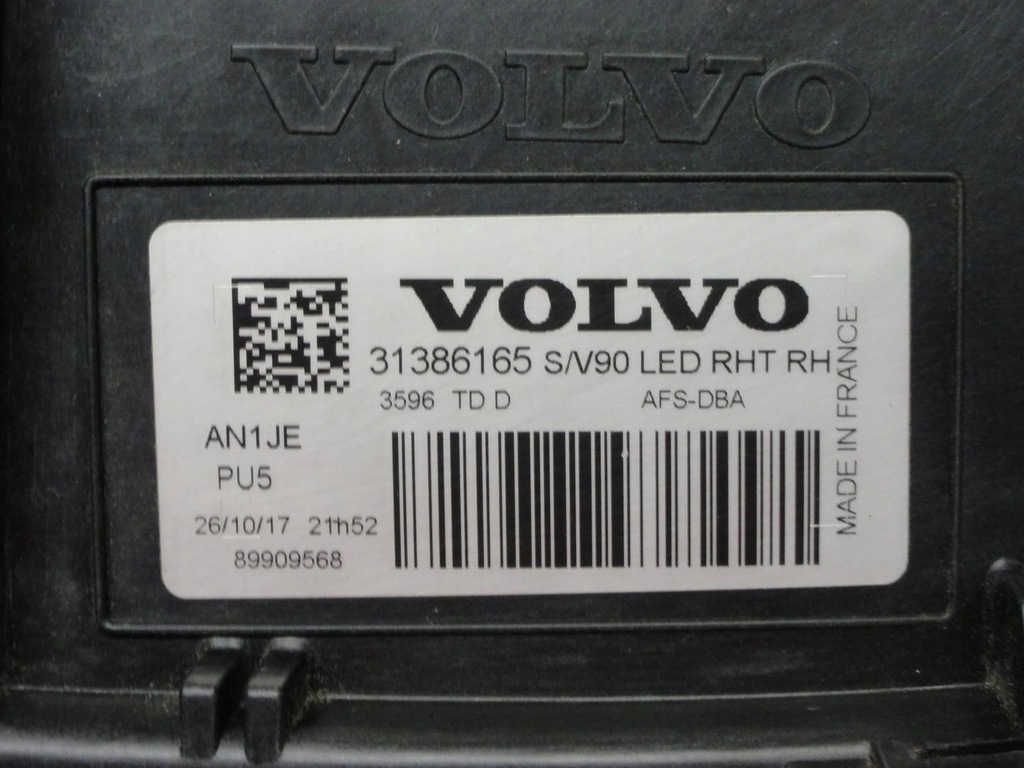 VOLVO
VOLVO
31386165 S/V90 LED RHT RH
3596 TD D AFS-DBA
AN1JE
PU5
26/10/17 21h52
89909568
MADE IN FRANCE